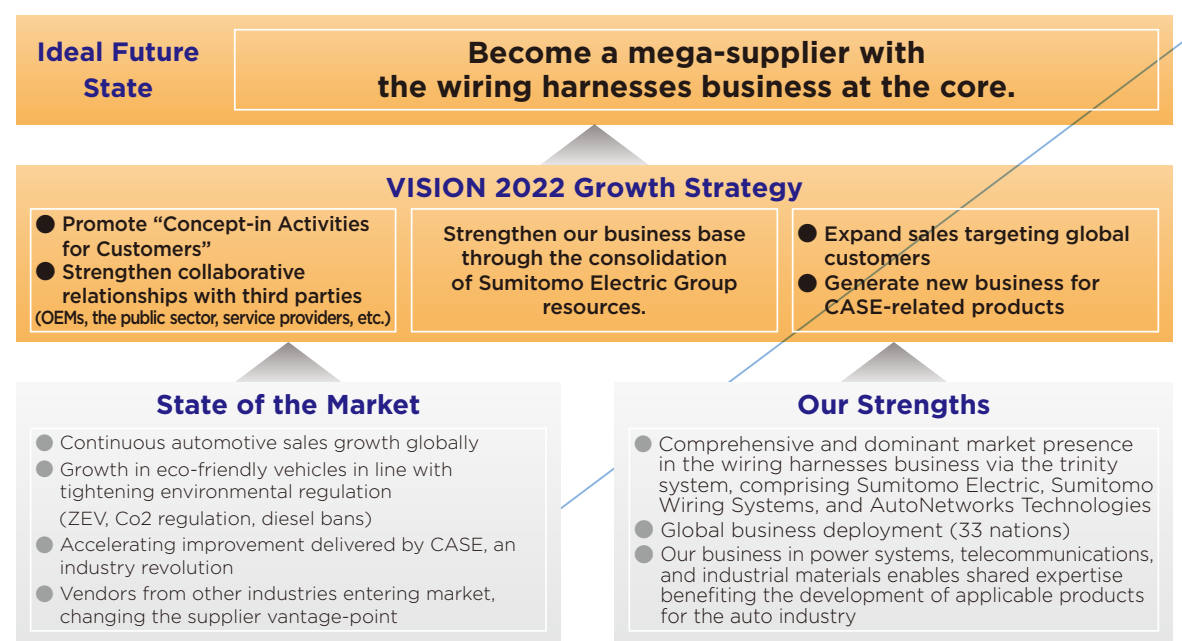 Ideal Future
State
Become a mega-supplier with
the wiring harnesses business at the core.
VISION 2022 Growth Strategy
● Promote “Concept-in Activities
for Customers”
● Strengthen collaborative
relationships with third parties
(OEMs, the public sector, service providers, etc.)
Strengthen our business base
through the consolidation
of Sumitomo Electric Group
resources.
● Expand sales targeting global
customers
● Generate new business for
CASE-related products
State of the Market
● Continuous automotive sales growth globally
● Growth in eco-friendly vehicles in line with
tightening environmental regulation
(ZEV, Co2 regulation, diesel bans)
● Accelerating improvement delivered by CASE, an
industry revolution
● Vendors from other industries entering market,
changing the supplier vantage-point
Our Strengths
● Comprehensive and dominant market presence
in the wiring harnesses business via the trinity
system, comprising Sumitomo Electric, Sumitomo
Wiring Systems, and AutoNetworks Technologies
● Global business deployment (33 nations)
● Our business in power systems, telecommunications,
and industrial materials enables shared expertise
benefiting the development of applicable products
for the auto industry